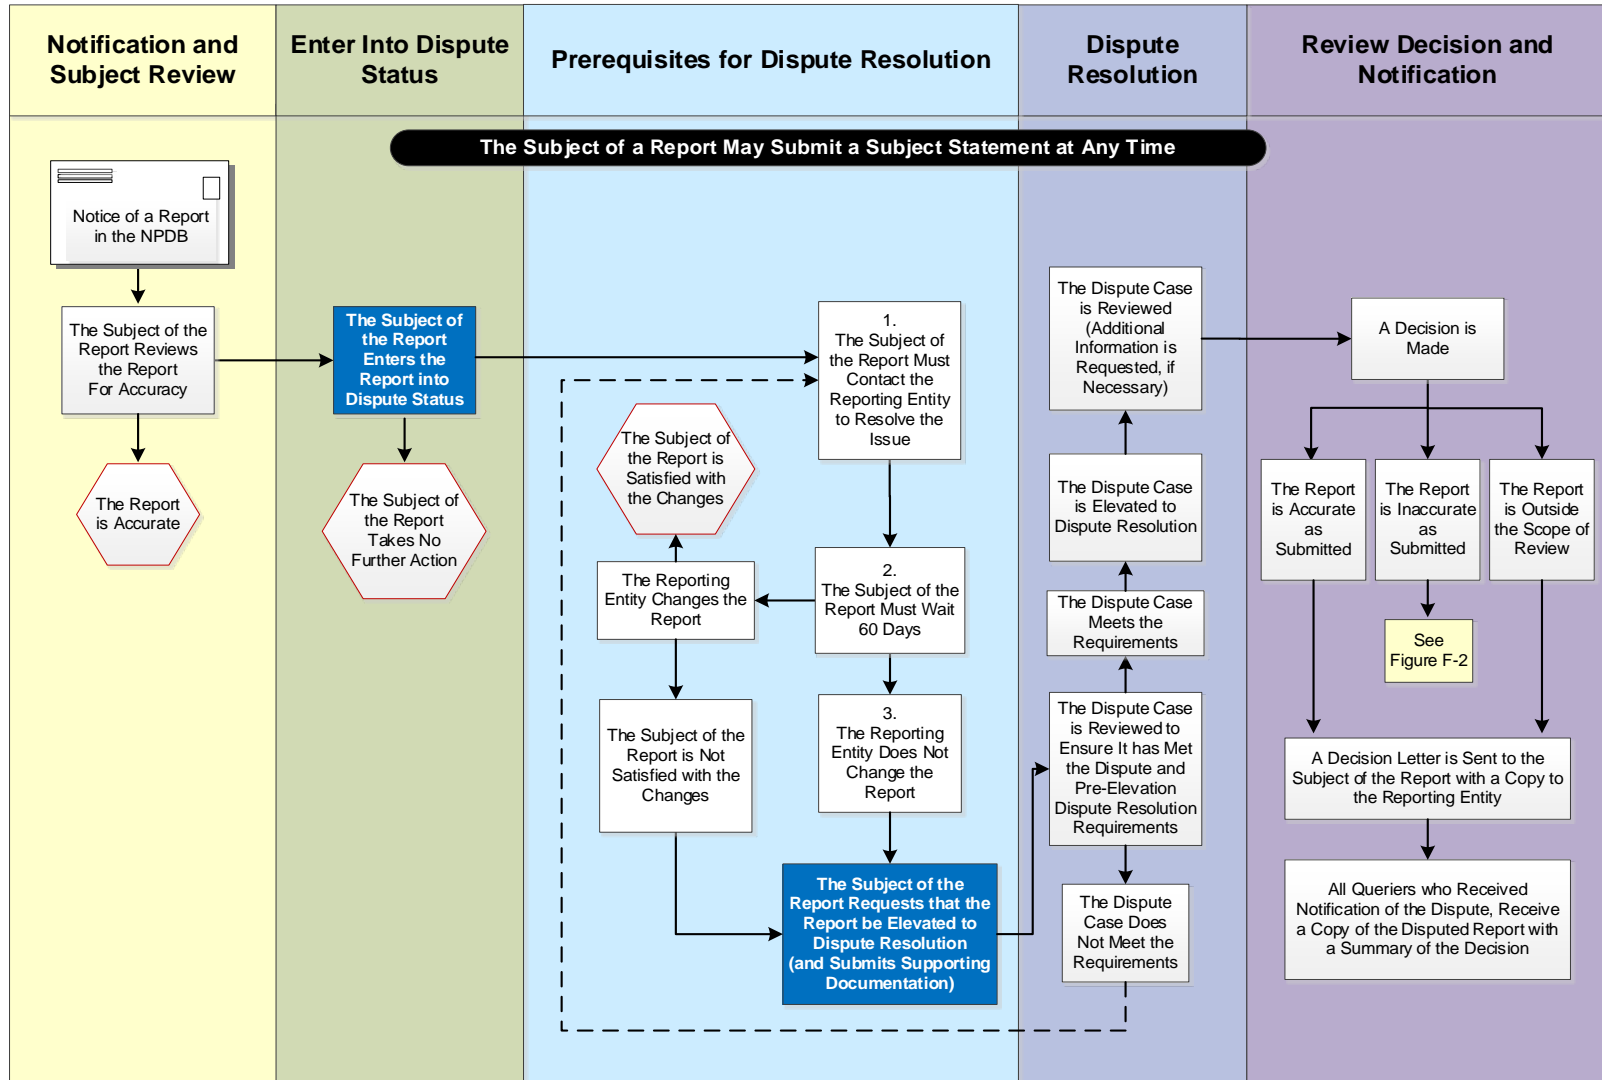 Notification and
Subject Review
Enter Into Dispute
Status
Prerequisites for Dispute Resolution
Dispute
Resolution
Review Decision and
Notification
The Subject of a Report May Submit a Subject Statement at Any Time
Notice of a Report
in the NPDB
The Subject of the
Report Reviews
the Report
For Accuracy
The Report
is Accurate
The Subject of
the Report
Enters the
Report into
Dispute Status
The Subject of
the Report
Takes No
Further Action
1.
The Subject of
the Report Must
Contact the
Reporting Entity
to Resolve the
Issue
The Subject of
the Report is
Satisfied with
the Changes
The Reporting
Entity Changes the
Report
2.
The Subject of the
Report Must Wait
60 Days
The Subject of the
Report is Not
Satisfied with the
Changes
3.
The Reporting
Entity Does Not
Change the
Report
The Subject of the
Report Requests that the
Report be Elevated to
Dispute Resolution
(and Submits Supporting
Documentation)
The Dispute Case
is Reviewed
(Additional
Information is
Requested, if
Necessary)
The Dispute Case
is Elevated to
Dispute Resolution
The Dispute Case
Meets the
Requirements
The Dispute Case
is Reviewed to
Ensure It has Met
the Dispute and
Pre-Elevation
Dispute Resolution
Requirements
The Dispute
Case Does
Not Meet the
Requirements
A Decision is
Made
The Report
is Accurate
as
Submitted
The Report
is Inaccurate
as
Submitted
The Report
is Outside
the Scope of
Review
See
Figure F-2
A Decision Letter is Sent to the
Subject of the Report with a Copy to
the Reporting Entity
All Queriers who Received
Notification of the Dispute, Receive
a Copy of the Disputed Report with
a Summary of the Decision